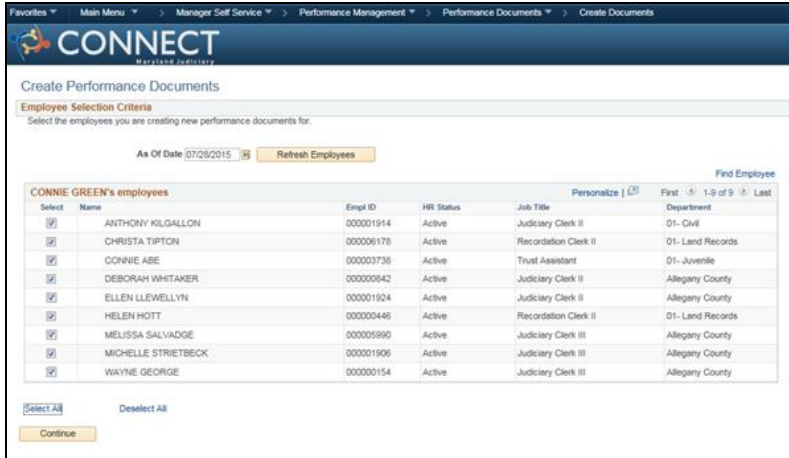 Favorites Main Menu > Manager Self Service > Performance Management > Performance Documents > Create Documents
CONNECT
Maryland Judiciary
Create Performance Documents
Employee Selection Criteria
Select the employees you are creating new performance documents for.
As Of Date 07/28/2015 Refresh Employees
Find Employee
CONNIE GREEN's employees Personalize | First 1-9 of 9 Last
Select Name Empl ID HR Status Job Title Department
ANTHONY KILGALLON 000001914 Active Judiciary Clerk II 01- Civil
CHRISTA TIPTON 000006178 Active Recordation Clerk II 01- Land Records
CONNIE ABE 000003738 Active Trust Assistant 01- Juvenile
DEBORAH WHITAKER 000000842 Active Judiciary Clerk II Allegany County
ELLEN LLEWELLYN 000001924 Active Judiciary Clerk II Allegany County
HELEN HOTT 000000446 Active Recordation Clerk II 01- Land Records
MELISSA SALVADGE 000005990 Active Judiciary Clerk III Allegany County
MICHELLE STRIETBECK 000001906 Active Judiciary Clerk III Allegany County
WAYNE GEORGE 000000154 Active Judiciary Clerk III Allegany County
Select All Deselect All
Continue